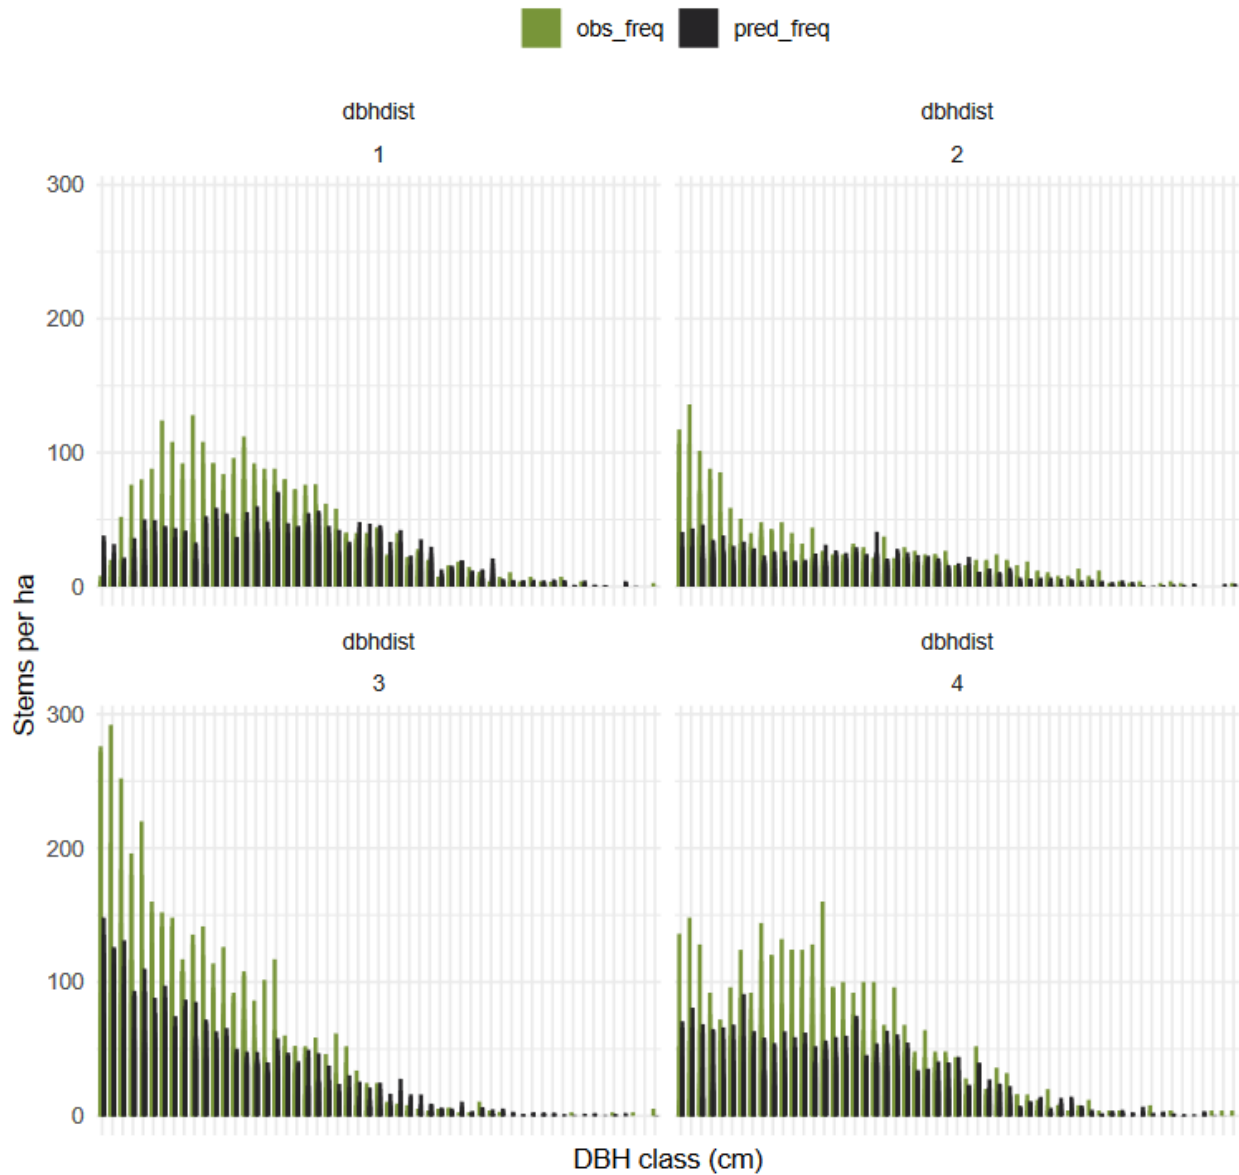 obs_freq pred_freq
dbhdist dbhdist
1 2
300
200
100
0
dbhdist dbhdist
3 4
300
200
100
0
Stems per ha
DBH class (cm)